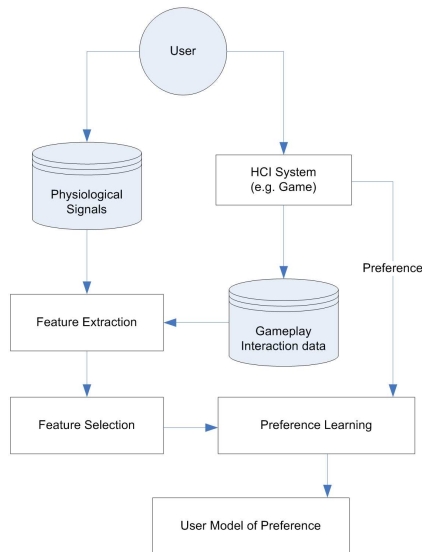 User
Physiological
Signals
HCI System
(e.g. Game)
Preference
Feature Extraction
Gameplay
Interaction data
Feature Selection
Preference Learning
User Model of Preference